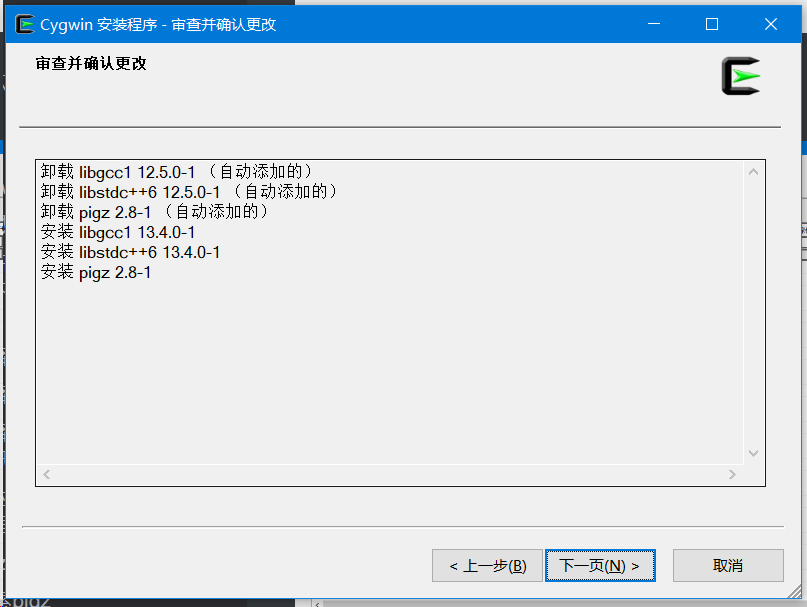 Cygwin 安装程序 - 审查并确认更改
审查并确认更改
卸载 libgcc1 12.5.0-1 （自动添加的）
卸载 libstdc++6 12.5.0-1 （自动添加的）
卸载 pigz 2.8-1 （自动添加的）
安装 libgcc1 13.4.0-1
安装 libstdc++6 13.4.0-1
安装 pigz 2.8-1
< 上一步(B)
下一页(N) >
取消